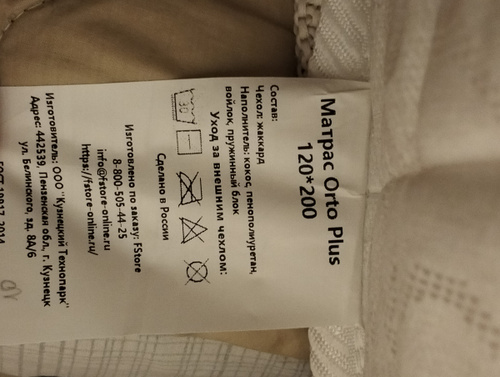 Матрас Orto Plus
120*200
Состав:
Чехол: жаккард
Наполнитель: кокос, пенополиуретан,
войлок, пружинный блок
Уход за внешним чехлом:
30
Сделано в России
Изготовлено по заказу: FStore
8-800-505-44-25
info@fstore-online.ru
https://fstore-online.ru/
Изготовитель: ООО "Кузнецкий Технопарк"
Адрес: 442539, Пензенская обл, г. Кузнецк
ул. Белинского, зд. 8А/6
2014